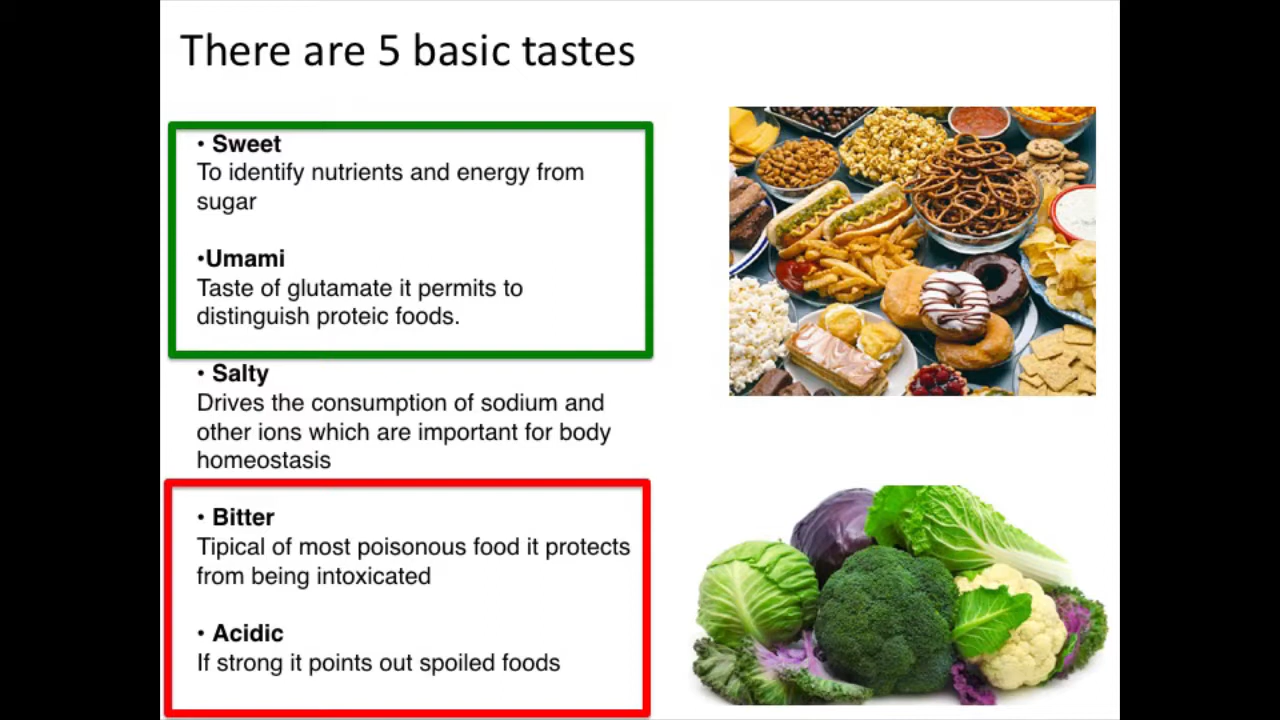 There are 5 basic tastes
• Sweet
To identify nutrients and energy from
sugar
•Umami
Taste of glutamate it permits to
distinguish proteic foods.
• Salty
Drives the consumption of sodium and
other ions which are important for body
homeostasis
• Bitter
Tipical of most poisonous food it protects
from being intoxicated
• Acidic
If strong it points out spoiled foods